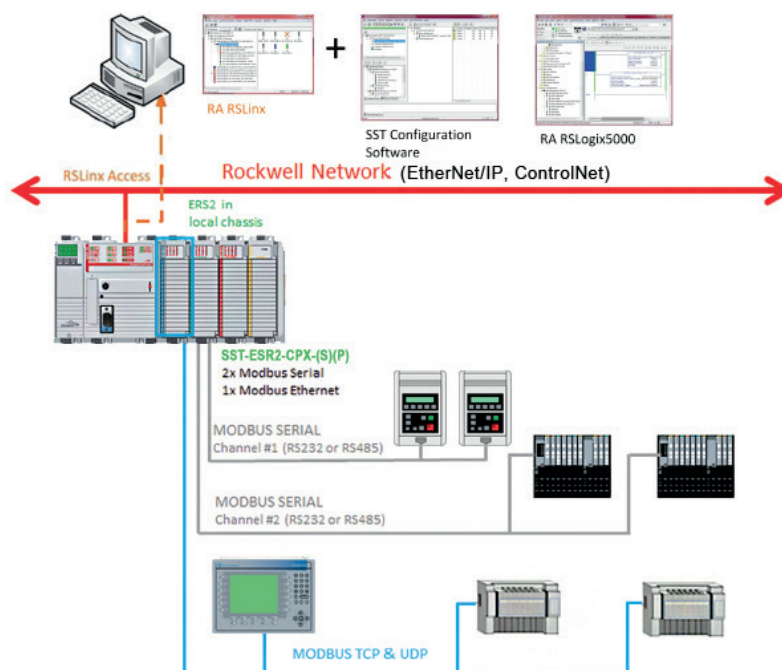 +
RA RSLinx
SST Configuration
Software
RA RSLogix5000
RSLinx Access
Rockwell Network (EtherNet/IP, ControlNet)
ERS2 in
local chassis
SST-ESR2-CPX-(S)(P)
2x Modbus Serial
1x Modbus Ethernet
MODBUS SERIAL
Channel #1 (RS232 or RS485)
MODBUS SERIAL
Channel #2 (RS232 or RS485)
MODBUS TCP & UDP